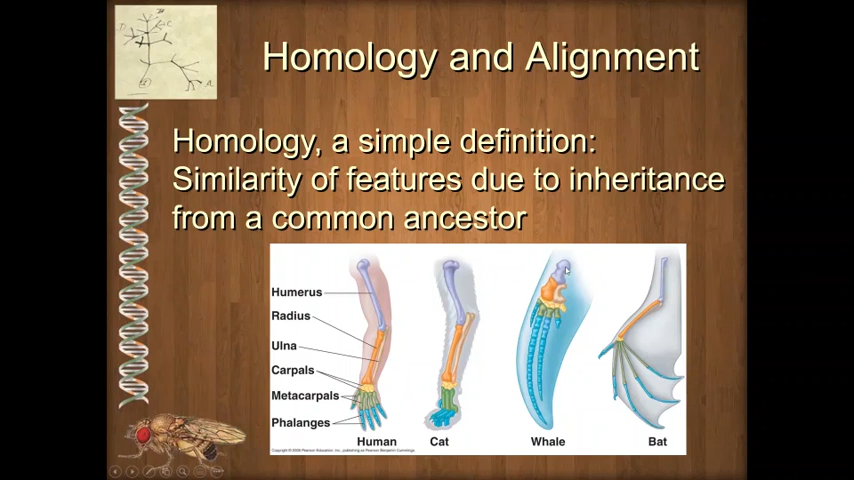 Homology and Alignment
Homology, a simple definition:
Similarity of features due to inheritance
from a common ancestor
Humerus
Radius
Ulna
Carpals
Metacarpals
Phalanges
Human
Cat
Whale
Bat